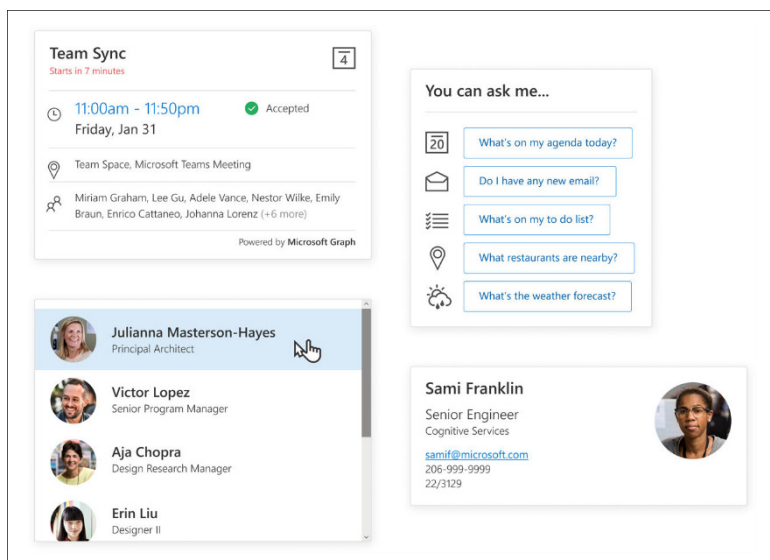 Team Sync
Starts in 7 minutes
4
11:00am - 11:50pm
Accepted
Friday, Jan 31
Team Space, Microsoft Teams Meeting
Miriam Graham, Lee Gu, Adele Vance, Nestor Wilke, Emily
Braun, Enrico Cattaneo, Johanna Lorenz (+6 more)
Powered by Microsoft Graph
You can ask me...
20
What's on my agenda today?
Do I have any new email?
What's on my to do list?
What restaurants are nearby?
What's the weather forecast?
Julianna Masterson-Hayes
Principal Architect
Victor Lopez
Senior Program Manager
Aja Chopra
Design Research Manager
Erin Liu
Designer II
Sami Franklin
Senior Engineer
Cognitive Services
samif@microsoft.com
206-999-9999
22/3129